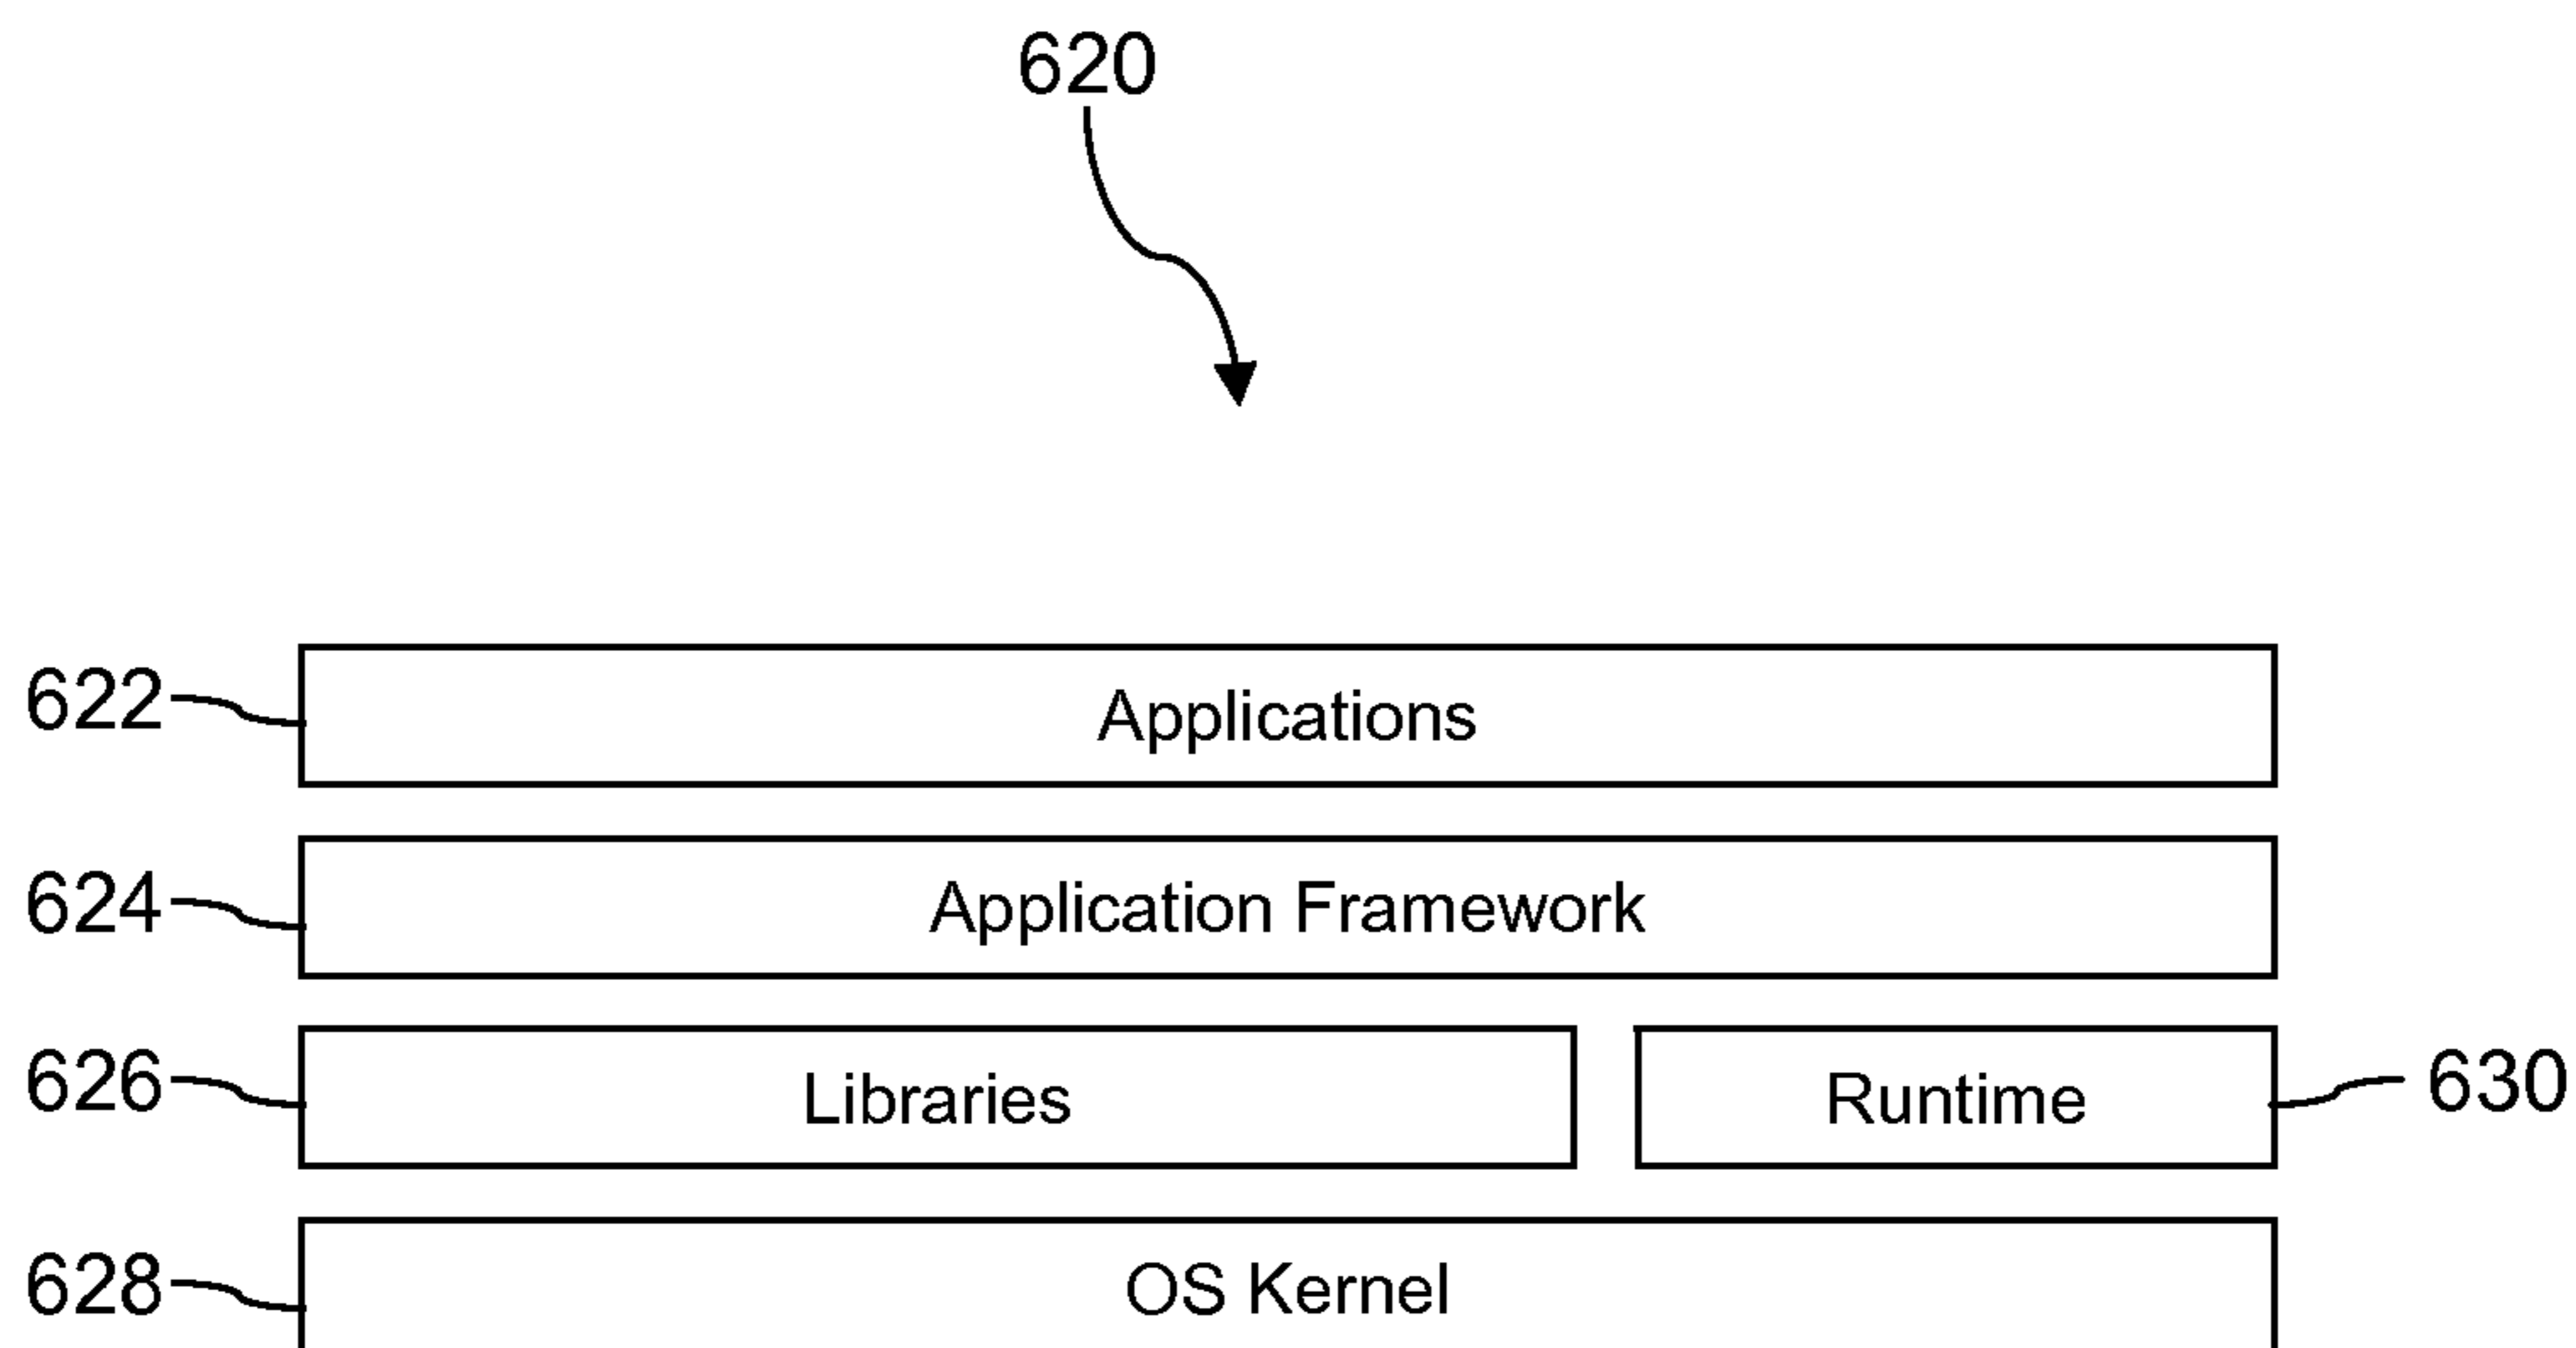 620
622 Applications
624 Application Framework
626 Libraries Runtime 630
628 OS Kernel